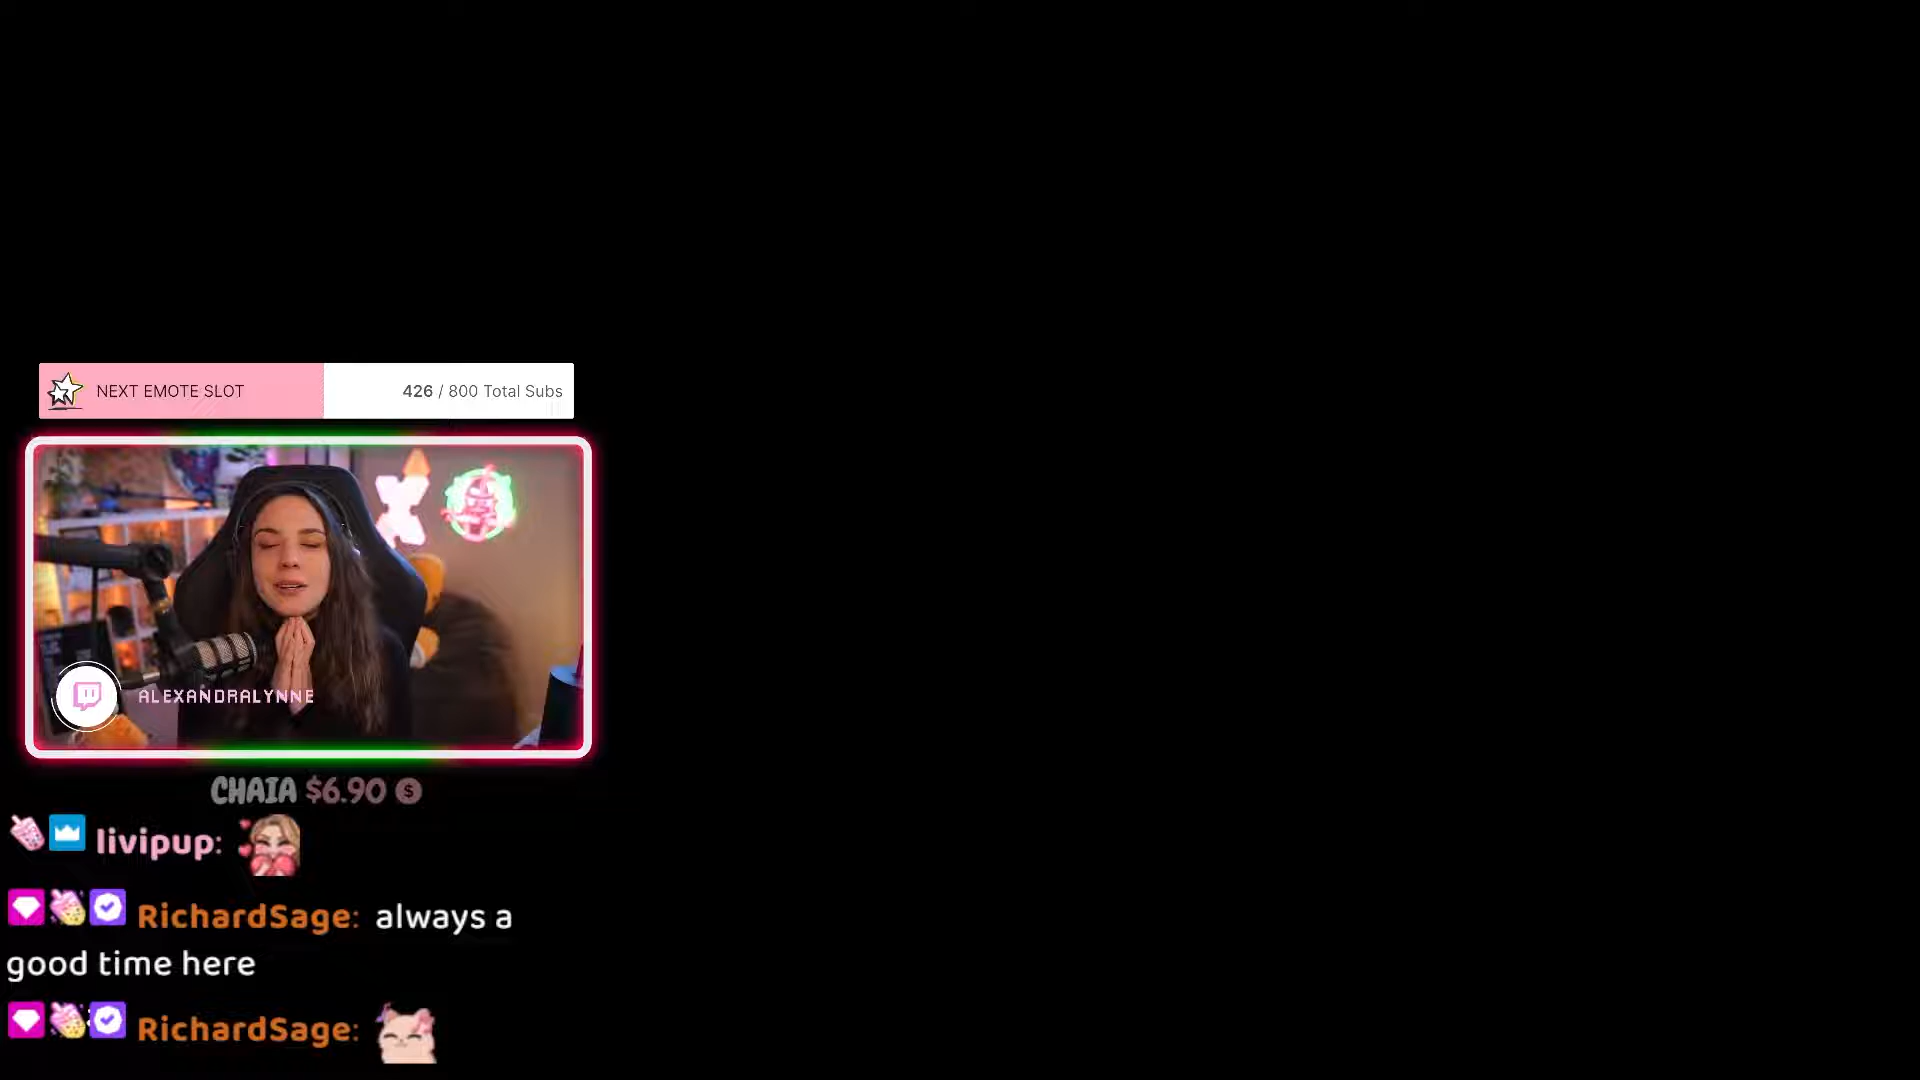 NEXT EMOTE SLOT 426 / 800 Total Subs
ALEXANDRALYNNE
CHAIA $6.90
livipup:
RichardSage: always a
good time here
RichardSage: